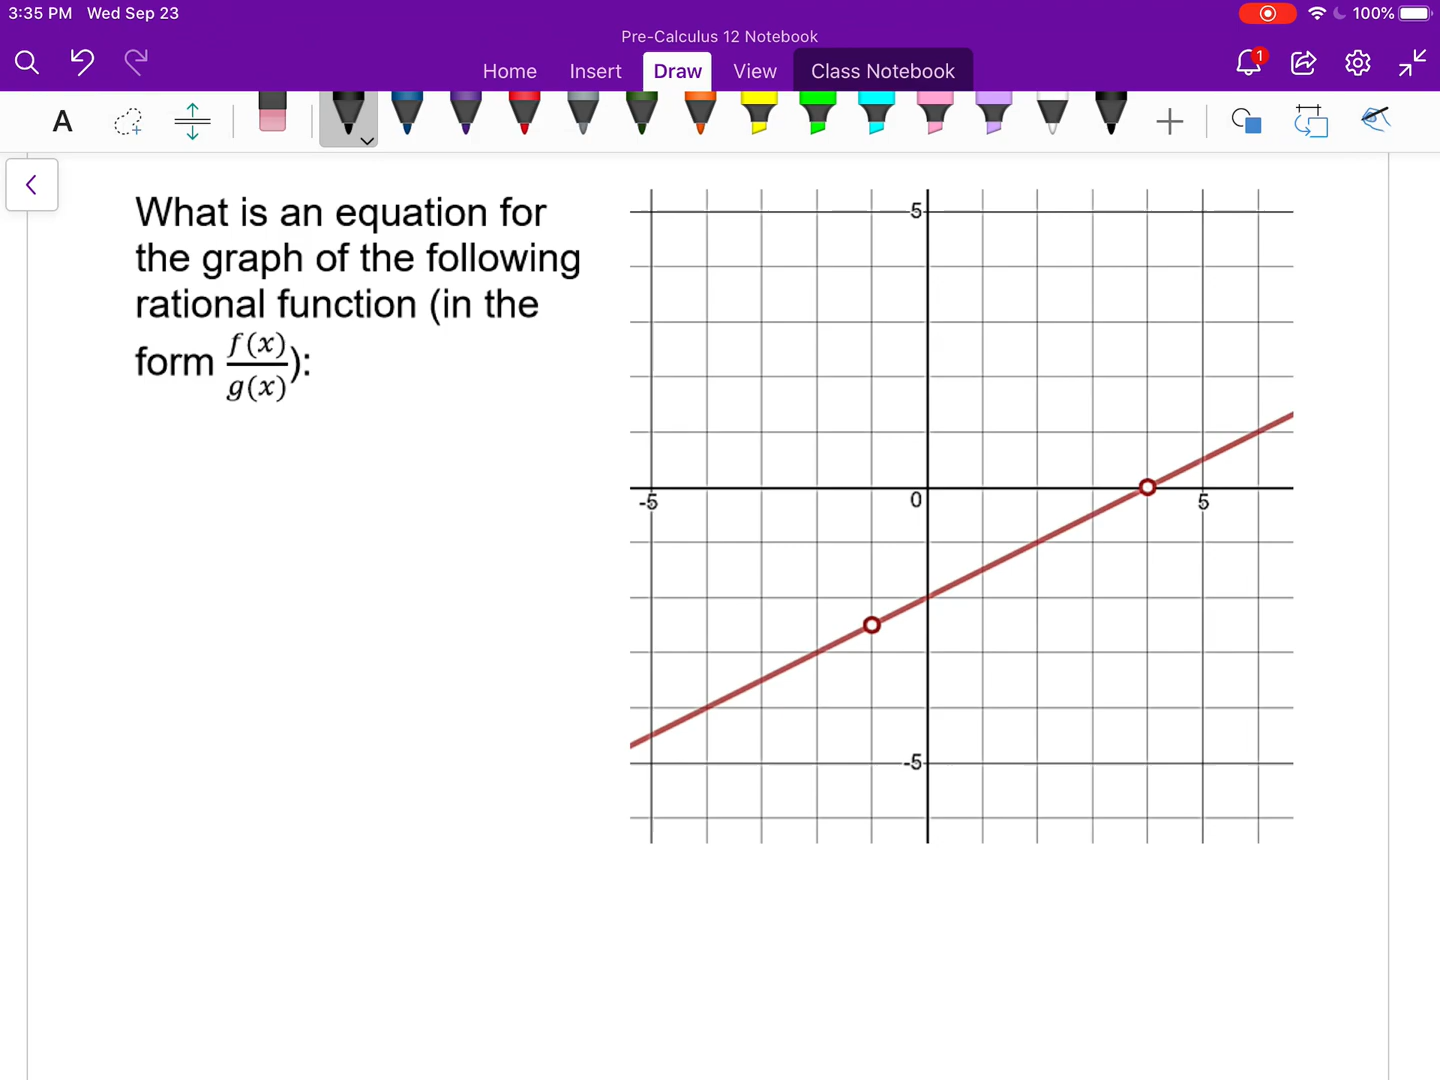 3:35 PM Wed Sep 23
100%
Pre-Calculus 12 Notebook
1
Home Insert Draw View Class Notebook
A
What is an equation for
the graph of the following
rational function (in the
form f(x)/g(x)):
5
-5 0 5
-5